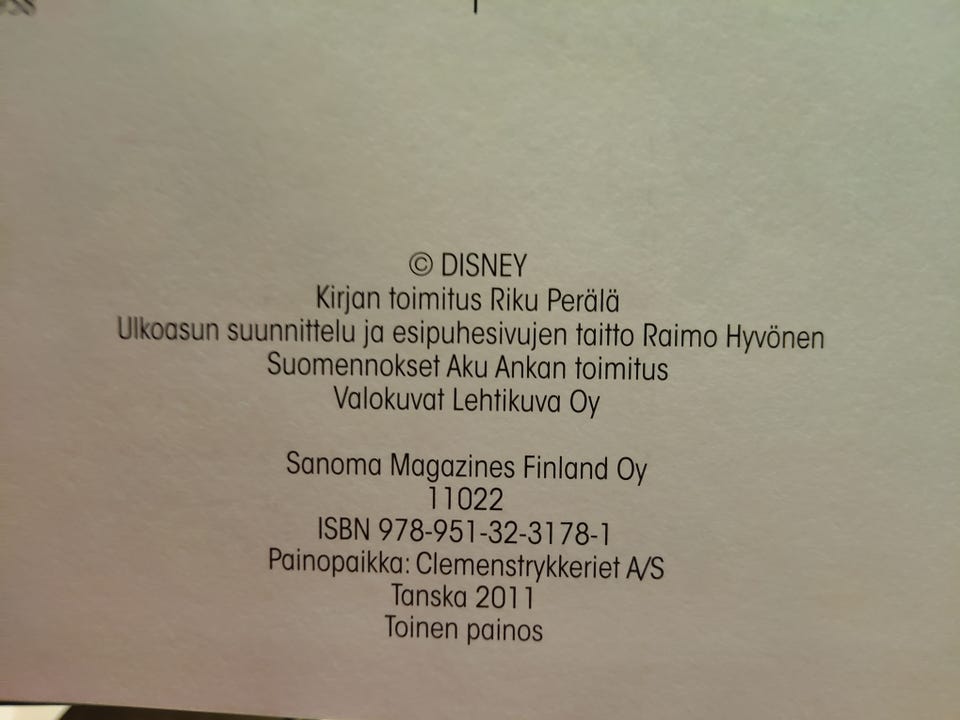 © DISNEY
Kirjan toimitus Riku Perälä
Ulkoasun suunnittelu ja esipuhesivujen taitto Raimo Hyvönen
Suomennokset Aku Ankan toimitus
Valokuvat Lehtikuva Oy
Sanoma Magazines Finland Oy
11022
ISBN 978-951-32-3178-1
Painopaikka: Clemenstrykkeriet A/S
Tanska 2011
Toinen painos